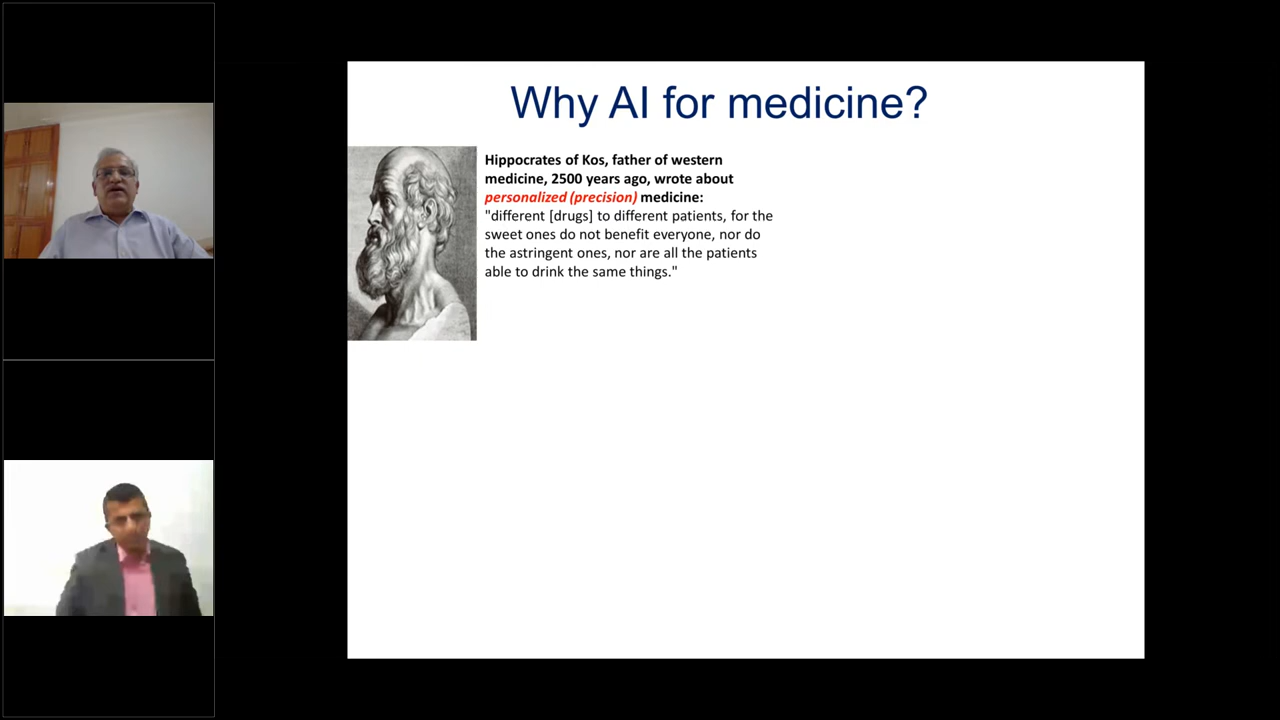 Why AI for medicine?
Hippocrates of Kos, father of western
medicine, 2500 years ago, wrote about
personalized (precision) medicine:
"different [drugs] to different patients, for the
sweet ones do not benefit everyone, nor do
the astringent ones, nor are all the patients
able to drink the same things."